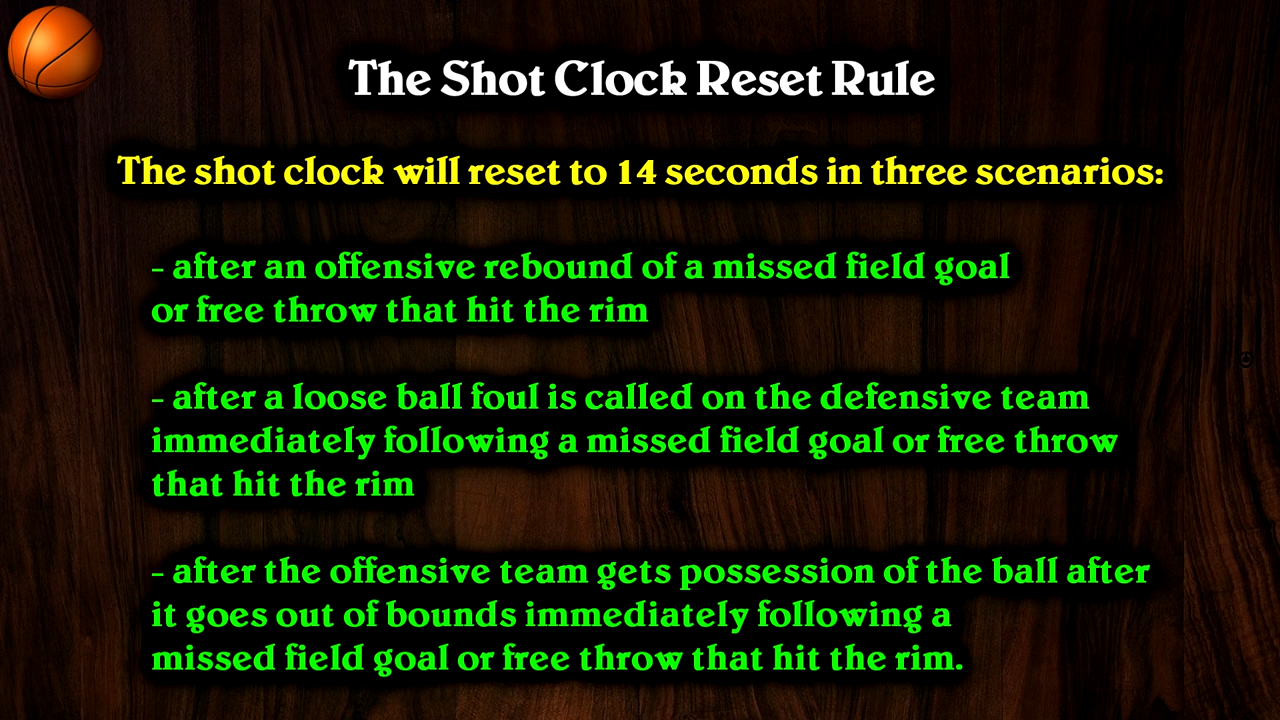 The Shot Clock Reset Rule
The shot clock will reset to 14 seconds in three scenarios:
- after an offensive rebound of a missed field goal
or free throw that hit the rim
- after a loose ball foul is called on the defensive team
immediately following a missed field goal or free throw
that hit the rim
- after the offensive team gets possession of the ball after
it goes out of bounds immediately following a
missed field goal or free throw that hit the rim.